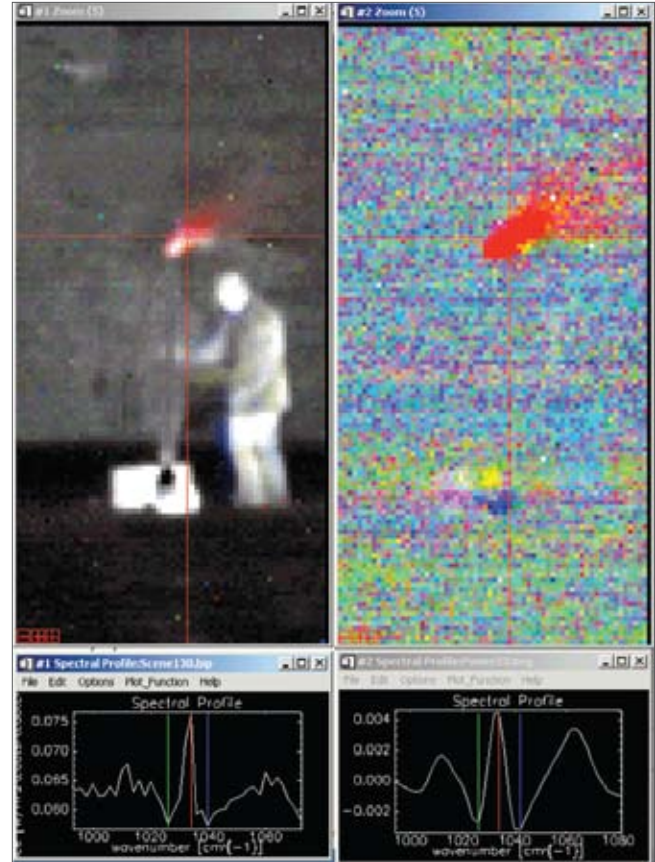 #1 Zoom (5)
#2 Zoom (5)
#1 Spectral Profile:Scene130.bip
File Edit Options Plot_Function Help
Spectral Profile
0.075
0.070
0.065
0.060
1000 1020 1040 1060
wavenumber [cm(-1)]
#2 Spectral Profile
File Edit Options Plot_Function Help
Spectral Profile
0.004
0.002
0.000
-0.002
1000 1020 1040 1060 1080
wavenumber [cm(-1)]